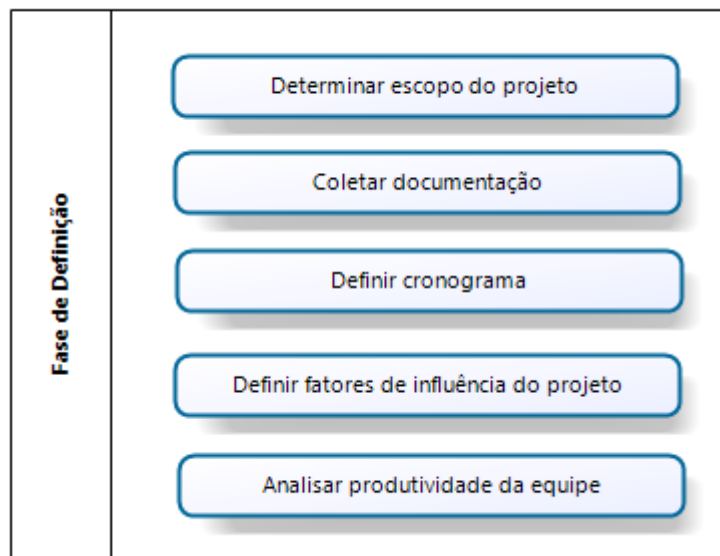 Fase de Definição
Determinar escopo do projeto
Coletar documentação
Definir cronograma
Definir fatores de influência do projeto
Analisar produtividade da equipe